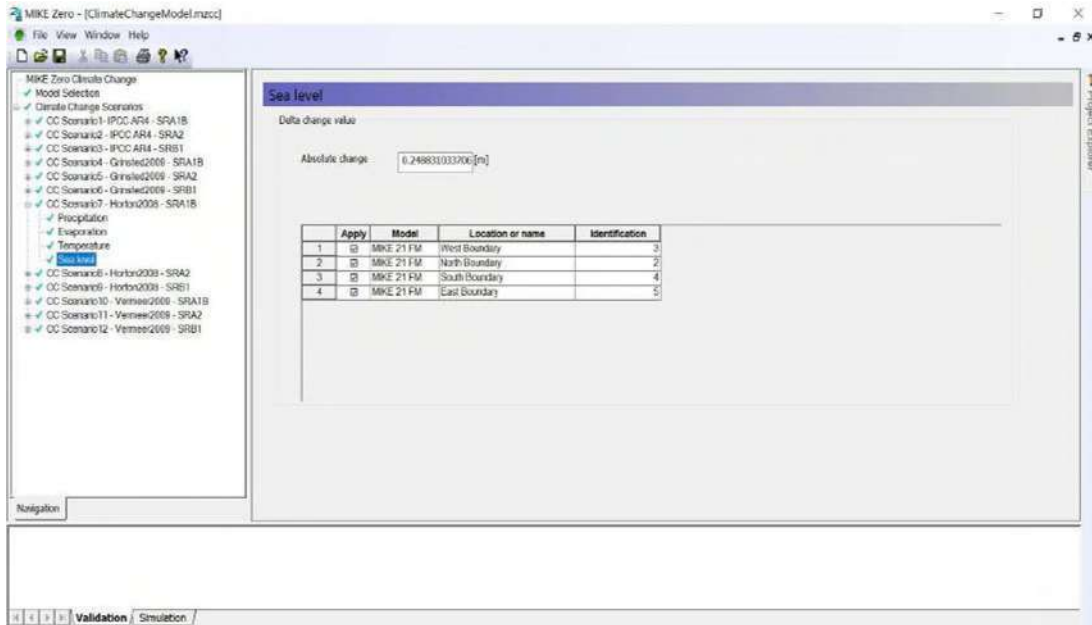 MIKE Zero - [ClimateChangeModel.mzcc]
File View Window Help
MIKE Zero Climate Change
Model Selection
Climate Change Scenarios
CC Scenario1- IPCC AR4 - SRA1B
CC Scenario2 - IPCC AR4 - SRA2
CC Scenario3 - IPCC AR4 - SRB1
CC Scenario4 - Grinsted2009 - SRA1B
CC Scenario5 - Grinsted2009 - SRA2
CC Scenario6 - Grinsted2009 - SRB1
CC Scenario7 - Horton2008 - SRA1B
Precipitation
Evaporation
Temperature
Sea level
CC Scenario8 - Horton2008 - SRA2
CC Scenario9 - Horton2008 - SRB1
CC Scenario10 - Vermeer2009 - SRA1B
CC Scenario11 - Vermeer2009 - SRA2
CC Scenario12 - Vermeer2009 - SRB1
Navigation
Sea level
Delta change value
Absolute change 0.248831033706 [m]
Apply Model Location or name Identification
1 MIKE 21 FM West Boundary 3
2 MIKE 21 FM North Boundary 2
3 MIKE 21 FM South Boundary 4
4 MIKE 21 FM East Boundary 5
Project Explorer
Validation Simulation